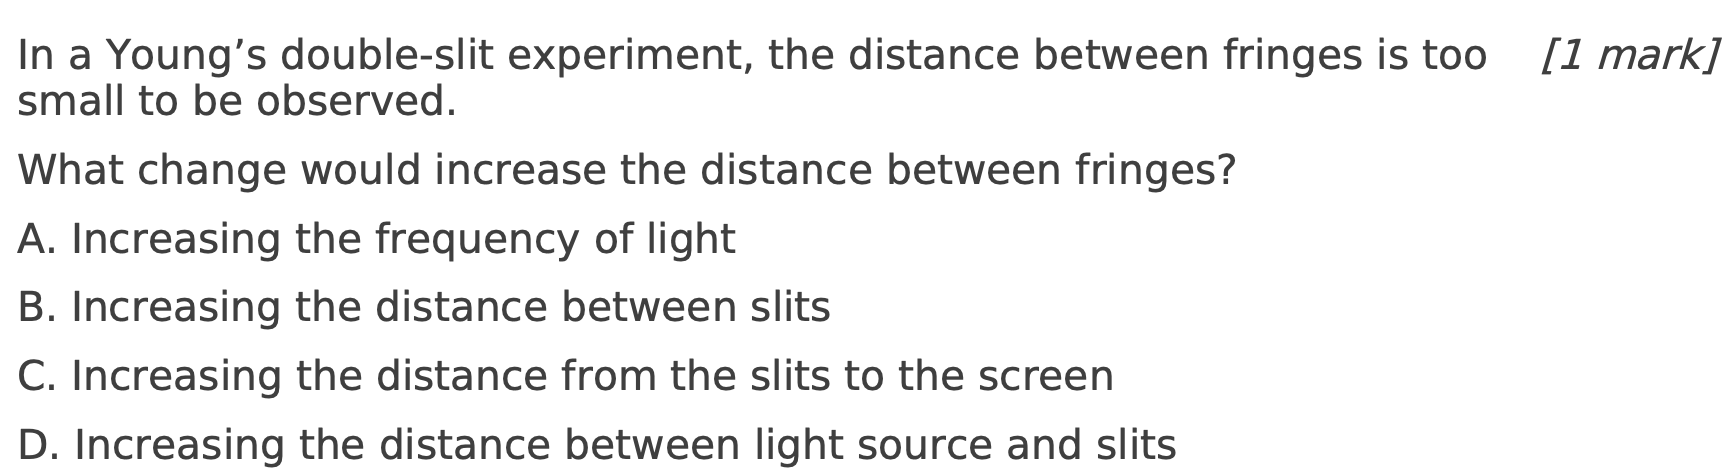 In a Young’s double-slit experiment, the distance between fringes is too [1 mark]
small to be observed.
What change would increase the distance between fringes?
A. Increasing the frequency of light
B. Increasing the distance between slits
C. Increasing the distance from the slits to the screen
D. Increasing the distance between light source and slits